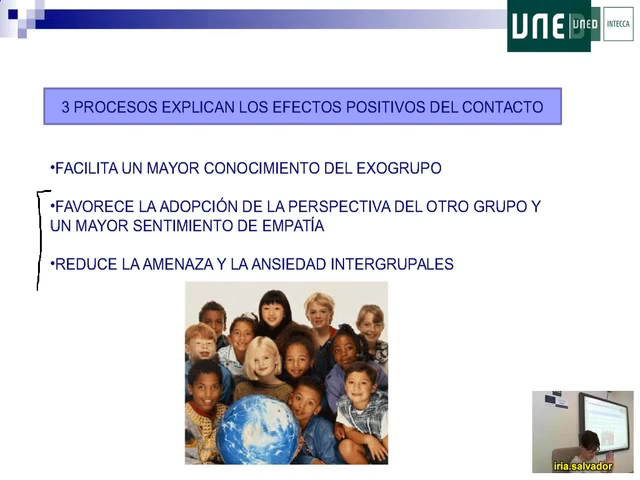 UNED
UNED
INTECCA
3 PROCESOS EXPLICAN LOS EFECTOS POSITIVOS DEL CONTACTO
•FACILITA UN MAYOR CONOCIMIENTO DEL EXOGRUPO
•FAVORECE LA ADOPCIÓN DE LA PERSPECTIVA DEL OTRO GRUPO Y
UN MAYOR SENTIMIENTO DE EMPATÍA
•REDUCE LA AMENAZA Y LA ANSIEDAD INTERGRUPALES
iria.salvador